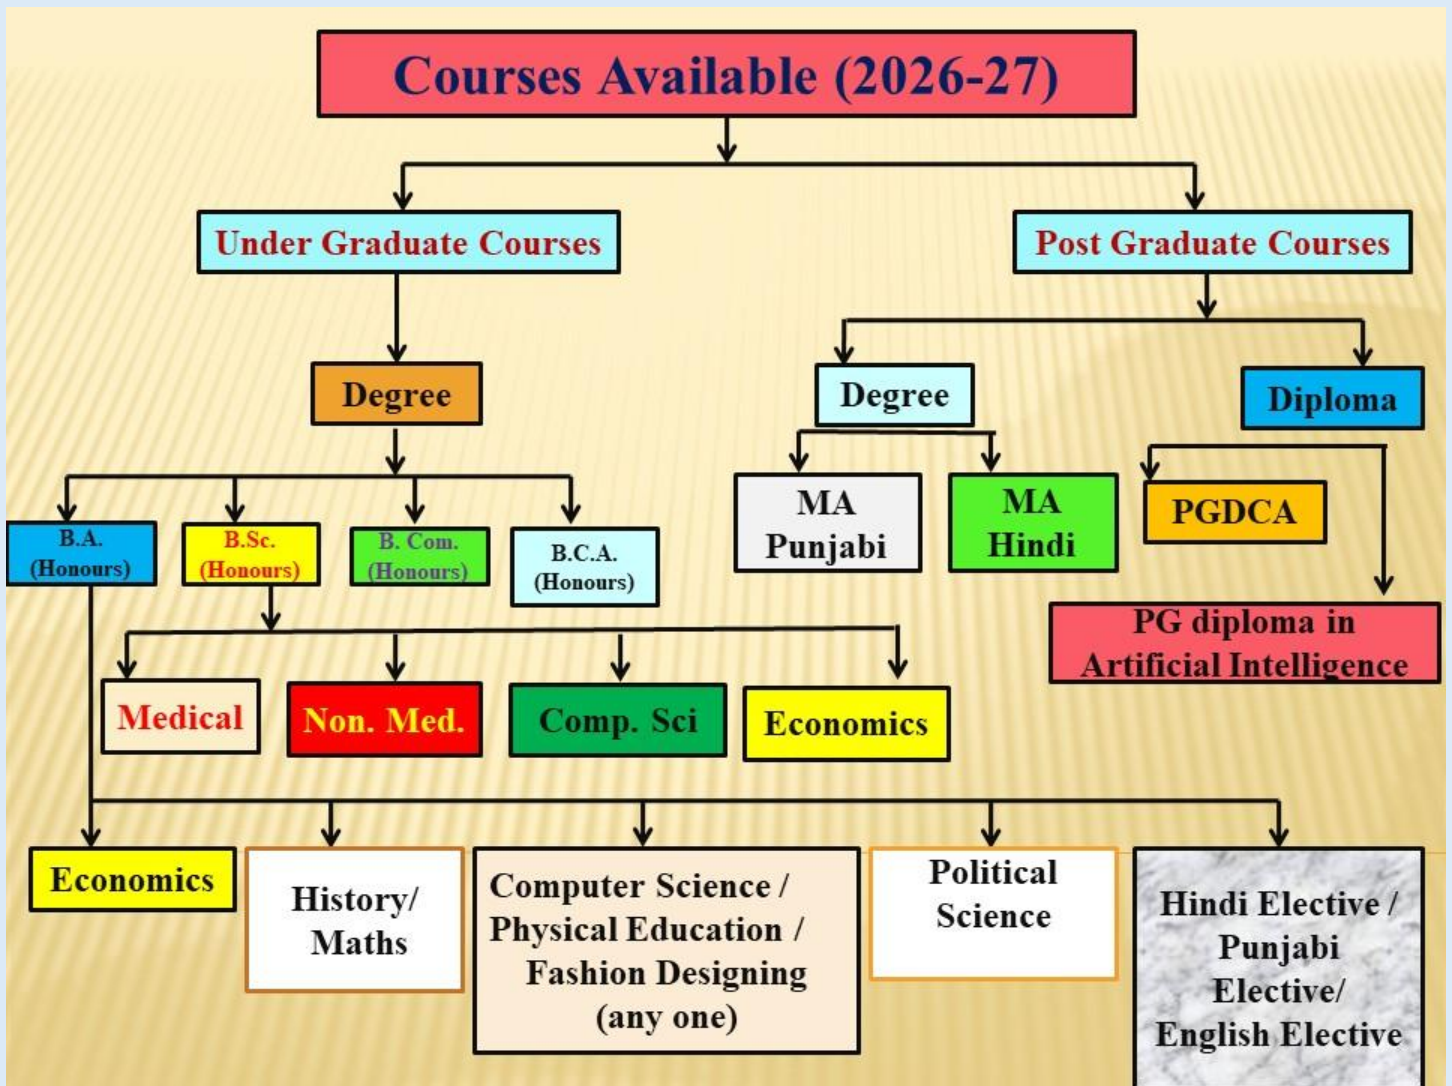 Courses Available (2026-27)
Under Graduate Courses
Post Graduate Courses
Degree
Degree
Diploma
B.A.
(Honours)
B.Sc.
(Honours)
B. Com.
(Honours)
B.C.A.
(Honours)
MA
Punjabi
MA
Hindi
PGDCA
PG diploma in
Artificial Intelligence
Medical
Non. Med.
Comp. Sci
Economics
Economics
History/
Maths
Computer Science /
Physical Education /
Fashion Designing
(any one)
Political
Science
Hindi Elective /
Punjabi
Elective/
English Elective